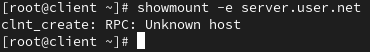 [root@client ~]# showmount -e server.user.net
clnt_create: RPC: Unknown host
[root@client ~]#